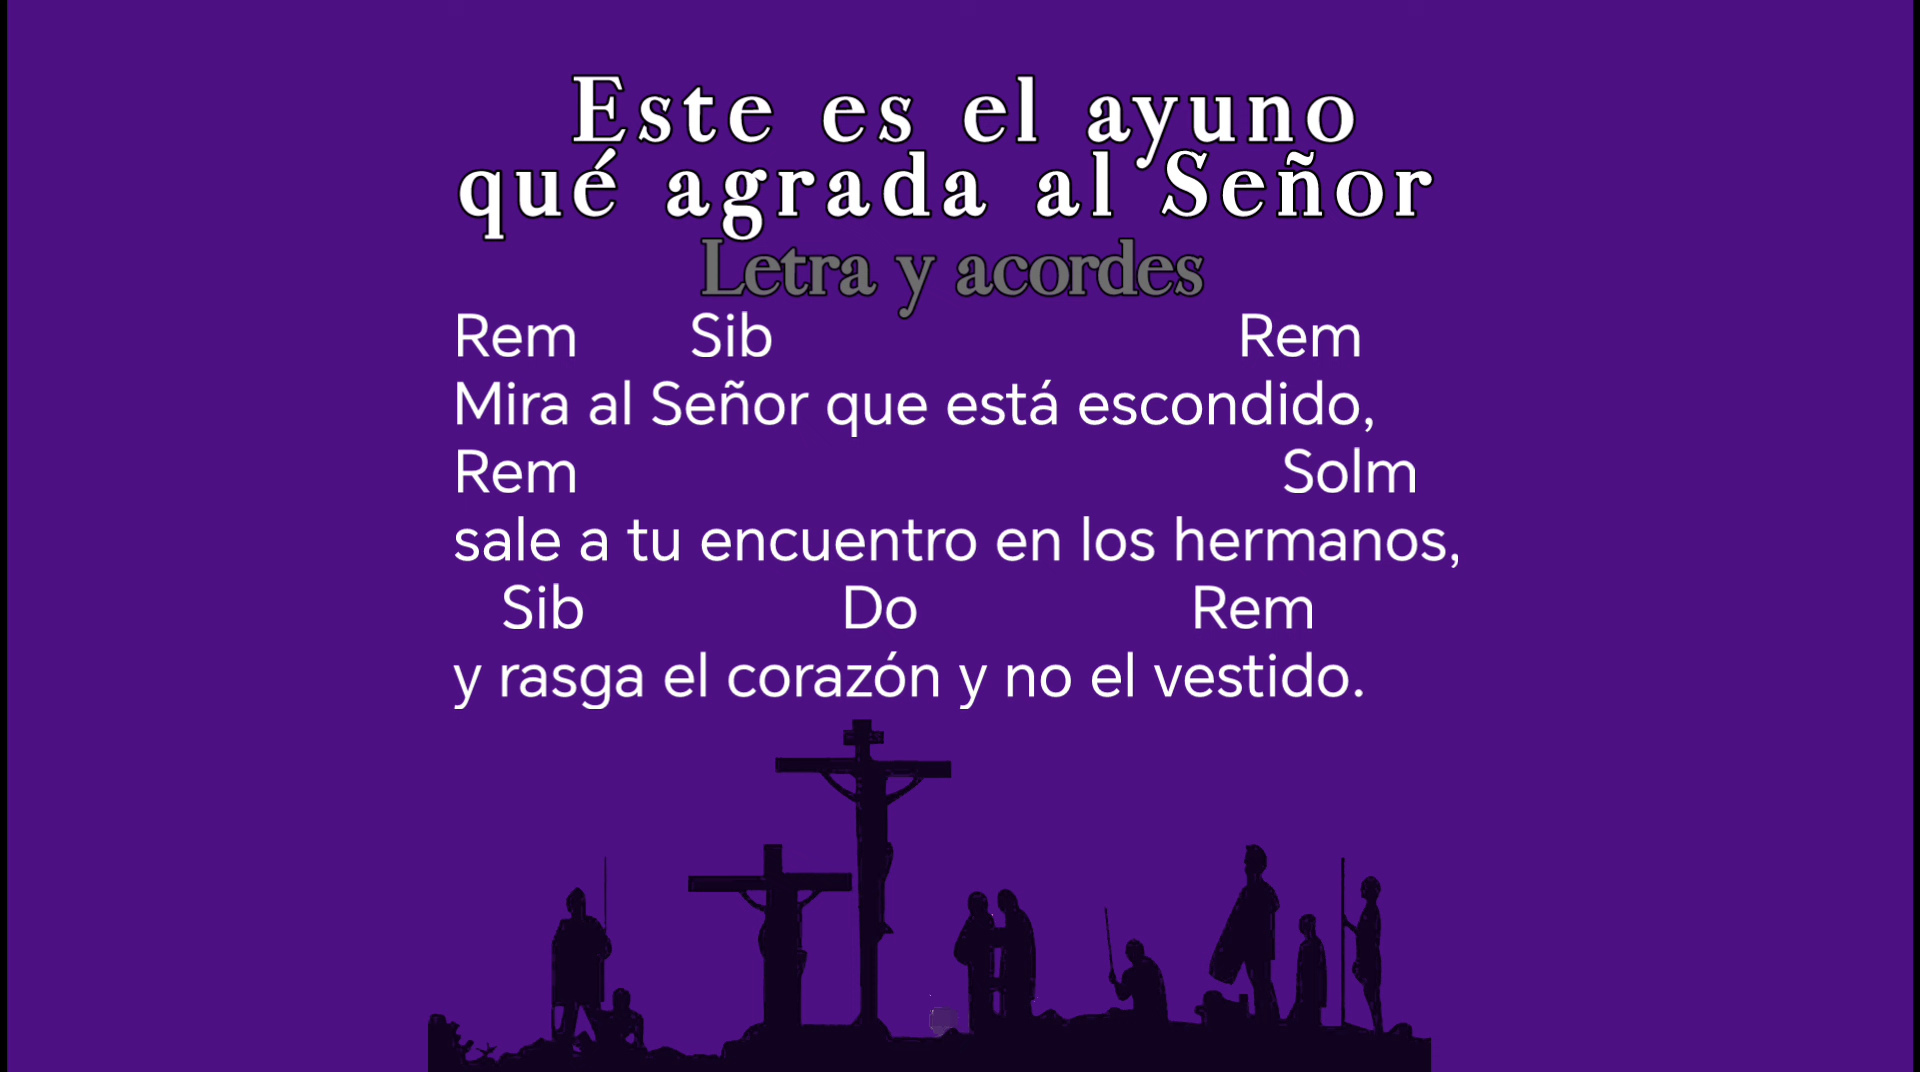 Este es el ayuno
qué agrada al Señor
Letra y acordes
Rem Sib Rem
Mira al Señor que está escondido,
Rem Solm
sale a tu encuentro en los hermanos,
Sib Do Rem
y rasga el corazón y no el vestido.